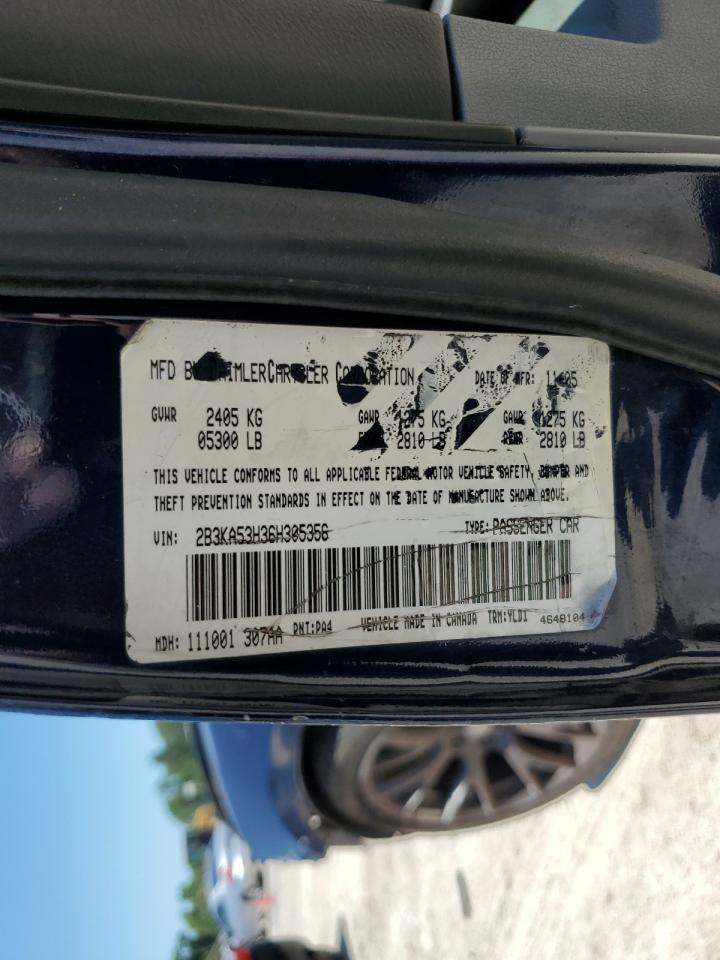 MFD BY DAIMLERCHRYSLER CORPORATION DATE OF MFR: 11-05
GVWR 2405 KG GAWR 1275 KG GAWR 1275 KG
05300 LB 2810 LB REAR 2810 LB
THIS VEHICLE CONFORMS TO ALL APPLICABLE FEDERAL MOTOR VEHICLE SAFETY, BUMPER AND
THEFT PREVENTION STANDARDS IN EFFECT ON THE DATE OF MANUFACTURE SHOWN ABOVE.
VIN: 2B3KA53H36H305356 TYPE: PASSENGER CAR
MDH: 111001 307AA PNT:PA4 VEHICLE MADE IN CANADA TRM:YLD1 4648104